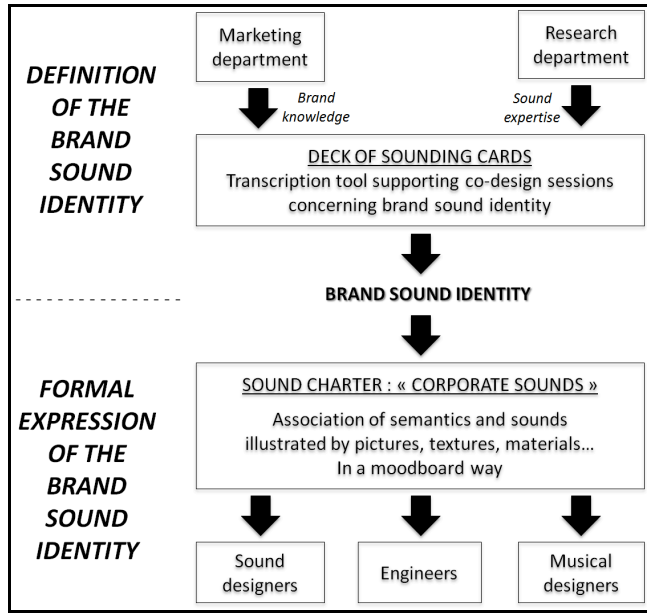 Marketing
department
Research
department
DEFINITION
OF THE
BRAND
SOUND
IDENTITY
Brand
knowledge
Sound
expertise
DECK OF SOUNDING CARDS
Transcription tool supporting co-design sessions
concerning brand sound identity
BRAND SOUND IDENTITY
FORMAL
EXPRESSION
OF THE
BRAND
SOUND
IDENTITY
SOUND CHARTER : « CORPORATE SOUNDS »
Association of semantics and sounds
illustrated by pictures, textures, materials…
In a moodboard way
Sound
designers
Engineers
Musical
designers